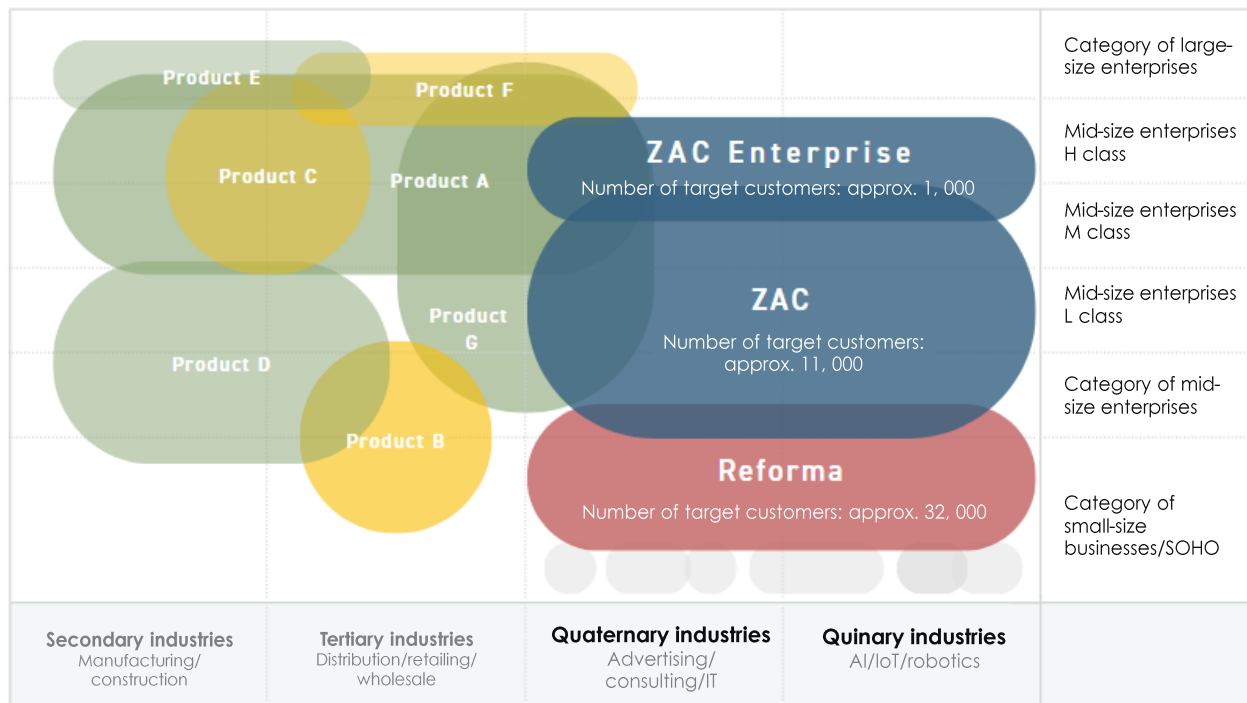 Product E
Product F
Product C
Product A
Product
G
Product D
Product B
ZAC Enterprise
Number of target customers: approx. 1, 000
ZAC
Number of target customers:
approx. 11, 000
Reforma
Number of target customers: approx. 32, 000
Category of large-
size enterprises
Mid-size enterprises
H class
Mid-size enterprises
M class
Mid-size enterprises
L class
Category of mid-
size enterprises
Category of
small-size
businesses/SOHO
Secondary industries
Manufacturing/
construction
Tertiary industries
Distribution/retailing/
wholesale
Quaternary industries
Advertising/
consulting/IT
Quinary industries
AI/IoT/robotics